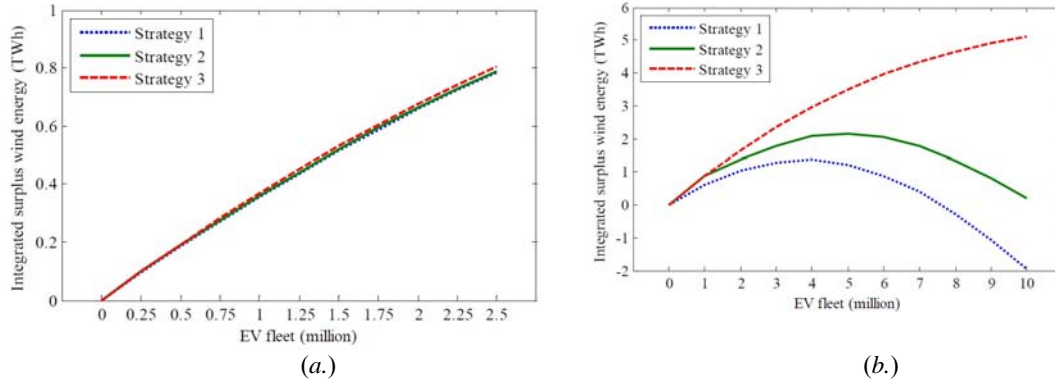 Strategy 1
Strategy 2
Strategy 3
Integrated surplus wind energy (TWh)
1
0.8
0.6
0.4
0.2
0
0 0.25 0.5 0.75 1 1.25 1.5 1.75 2 2.25 2.5
EV fleet (million)
(a.)
Strategy 1
Strategy 2
Strategy 3
Integrated surplus wind energy (TWh)
6
5
4
3
2
1
0
-1
-2
0 1 2 3 4 5 6 7 8 9 10
EV fleet (million)
(b.)